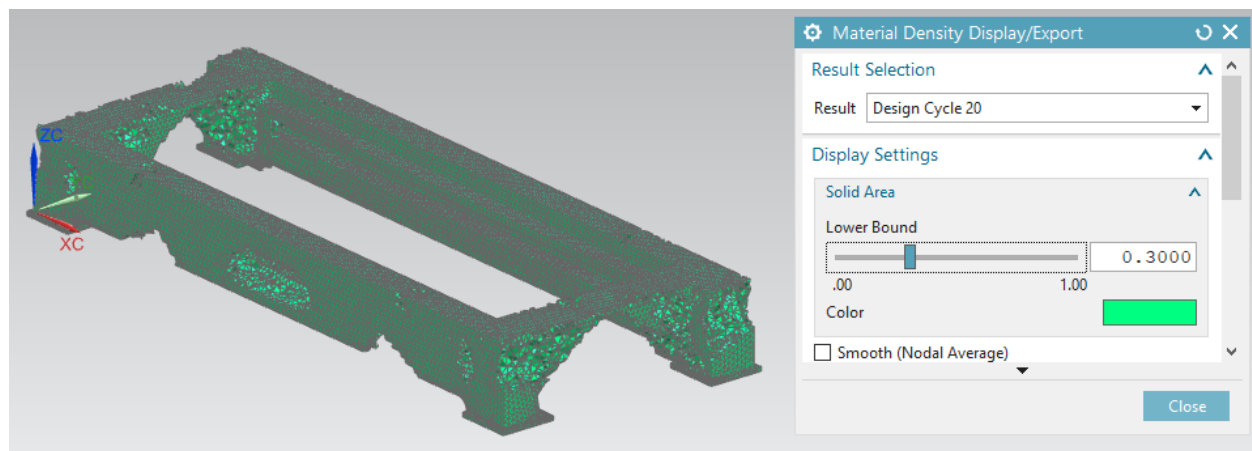 Material Density Display/Export
Result Selection
Result Design Cycle 20
Display Settings
Solid Area
Lower Bound
0.3000
.00 1.00
Color
Smooth (Nodal Average)
Close
ZC
XC